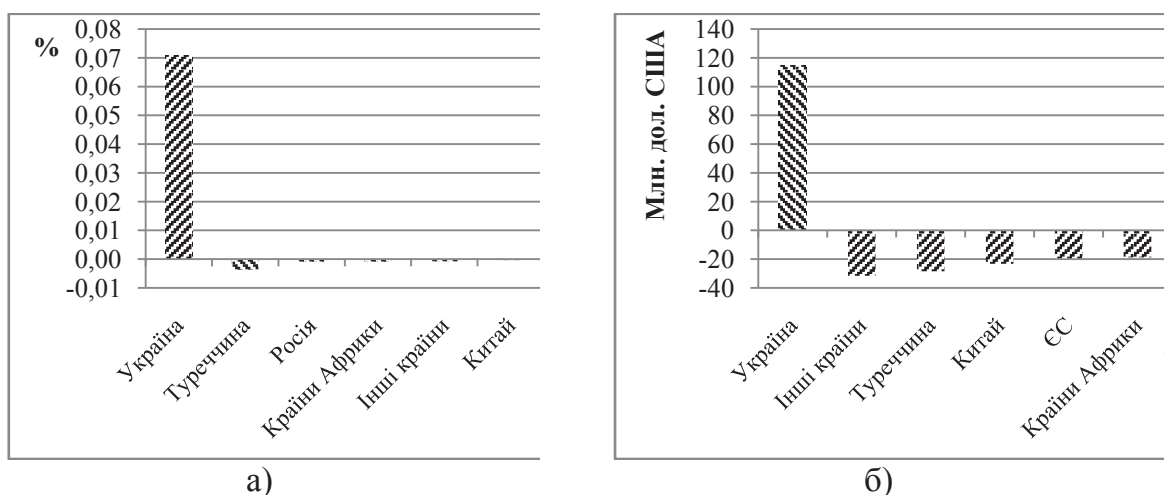 %
0,08
0,07
0,06
0,05
0,04
0,03
0,02
0,01
0,00
-0,01
Україна
Туреччина
Росія
Країни Африки
Інші країни
Китай
а)
Млн. дол. США
140
120
100
80
60
40
20
0
-20
-40
Україна
Інші країни
Туреччина
Китай
ЄС
Країни Африки
б)